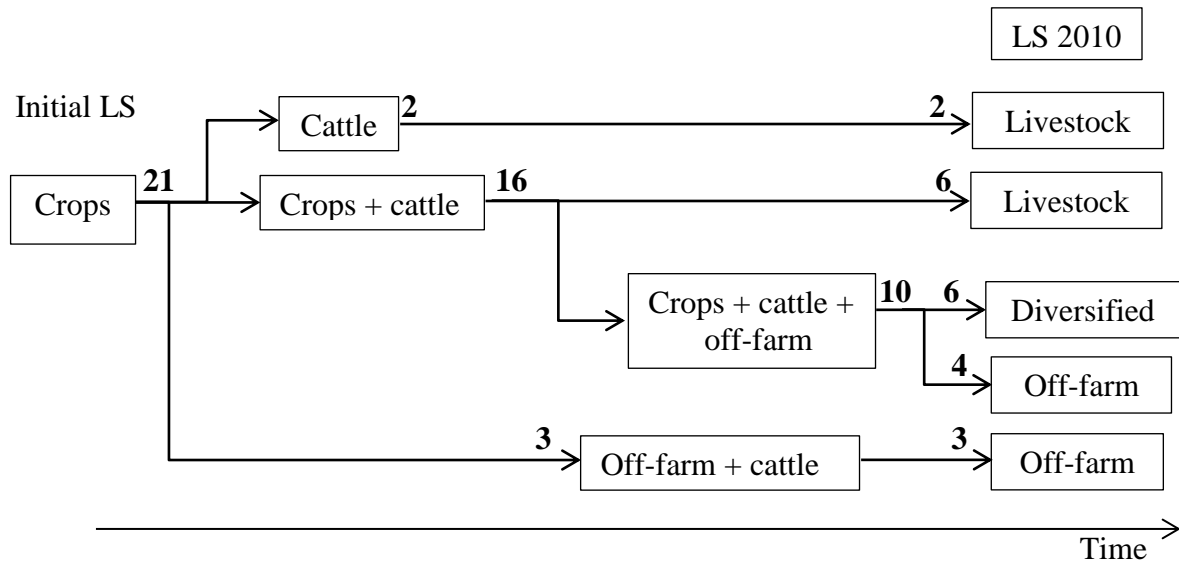 LS 2010
Initial LS
Cattle
2
2
Livestock
Crops
21
Crops + cattle
16
6
Livestock
Crops + cattle +
off-farm
10
6
Diversified
4
Off-farm
3
Off-farm + cattle
3
Off-farm
Time